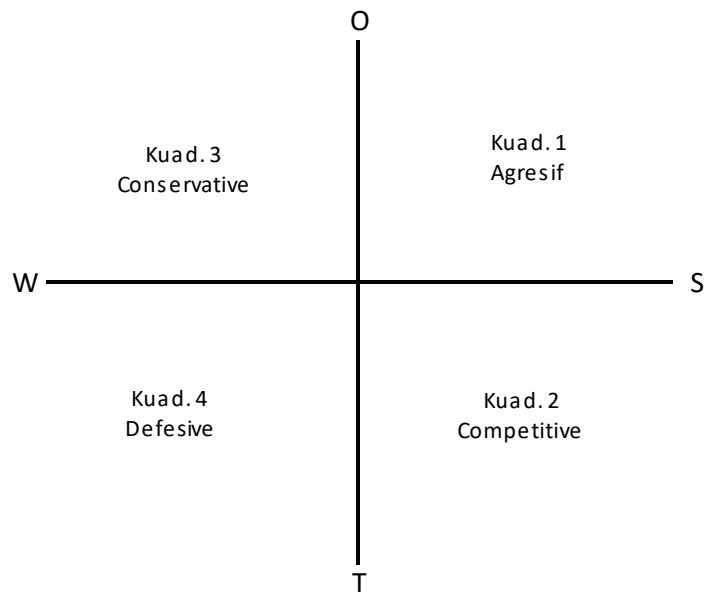 O
Kuad. 3
Conservative
Kuad. 1
Agresif
W
S
Kuad. 4
Defesive
Kuad. 2
Competitive
T